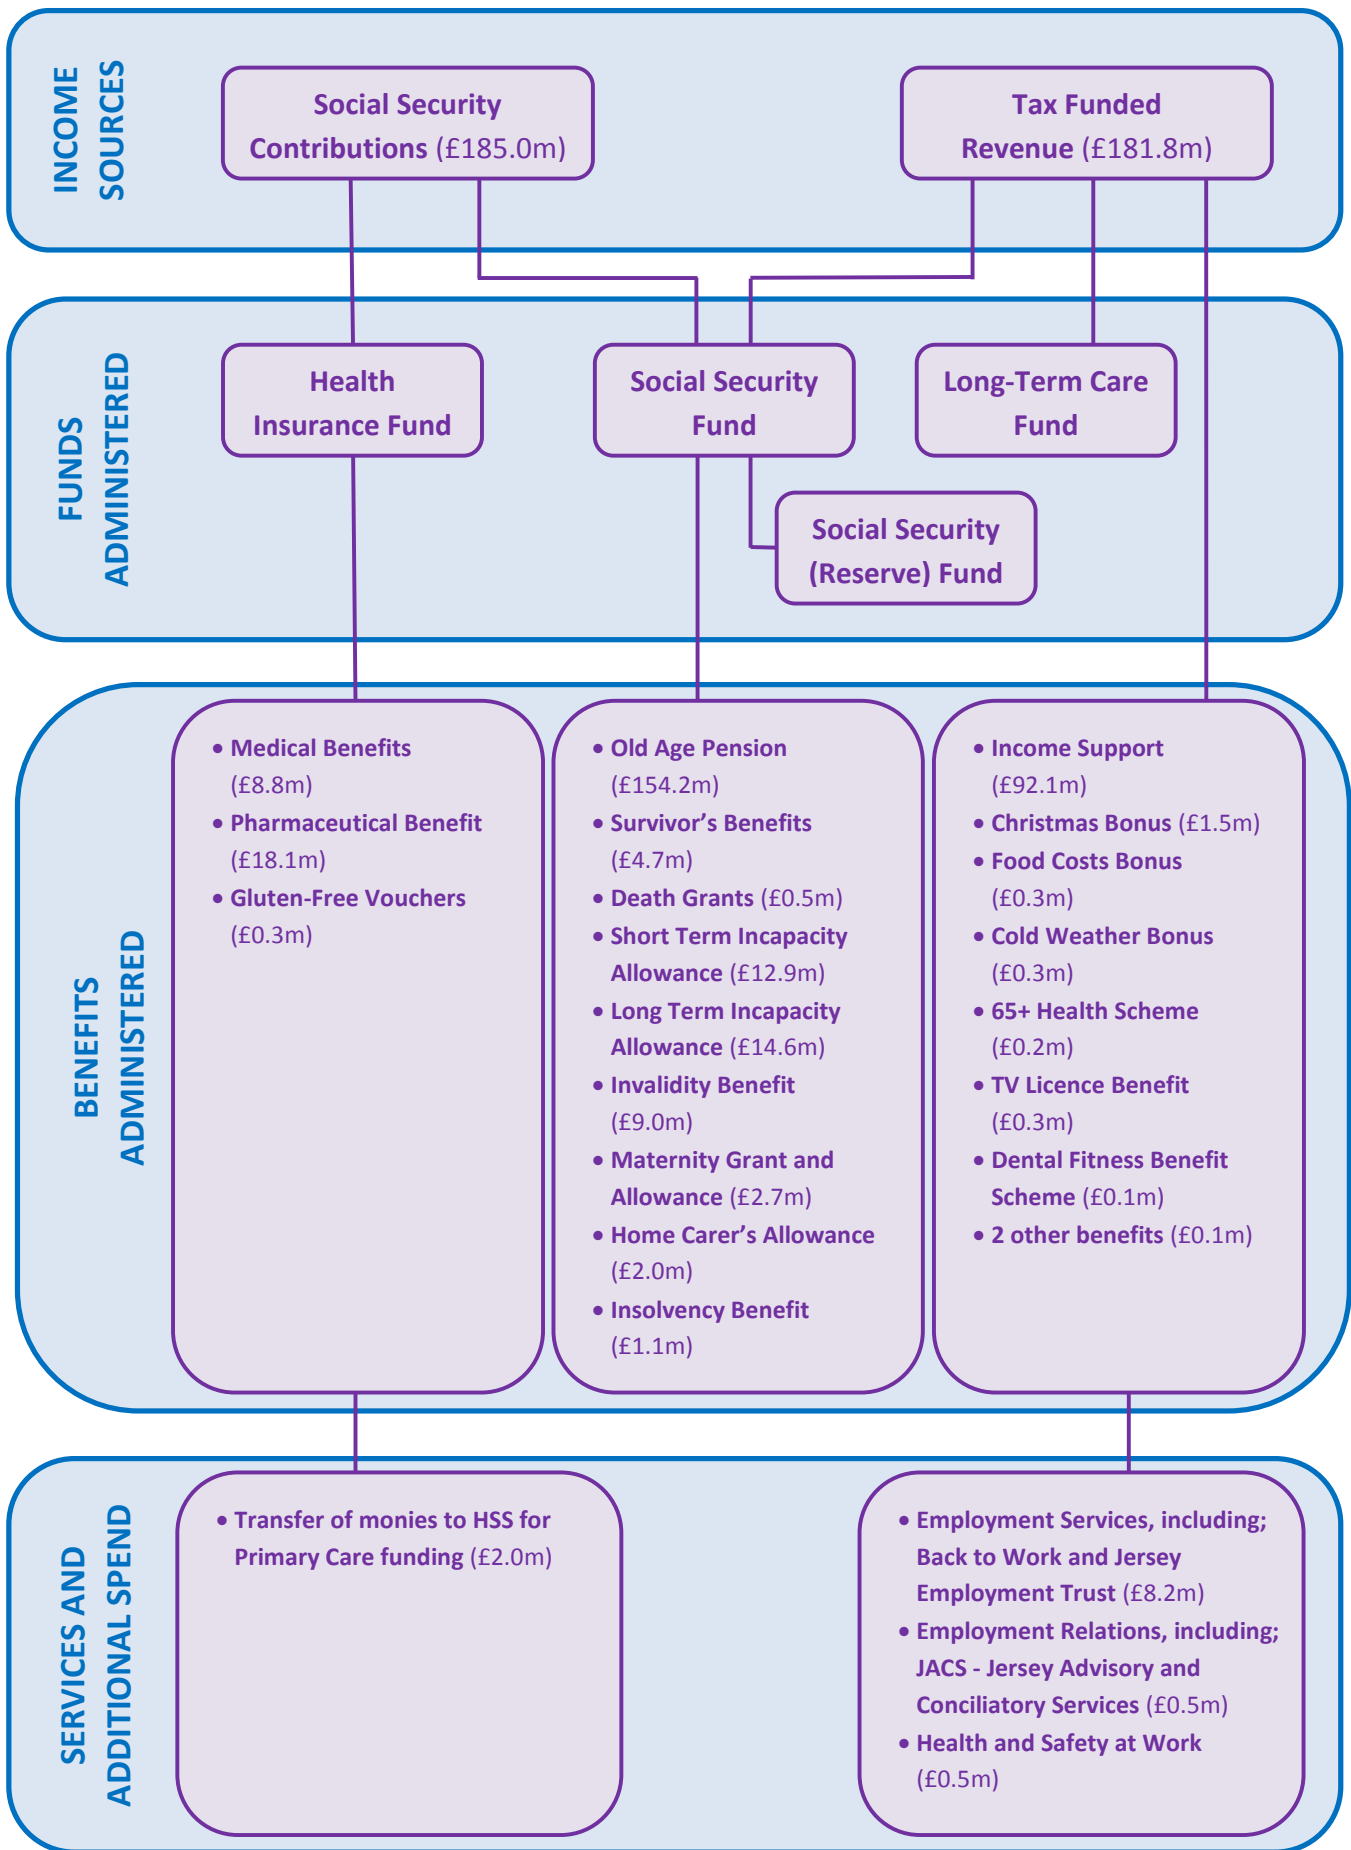 INCOME
SOURCES
Social Security
Contributions (£185.0m)
Tax Funded
Revenue (£181.8m)
FUNDS
ADMINISTERED
Health
Insurance Fund
Social Security
Fund
Long-Term Care
Fund
Social Security
(Reserve) Fund
BENEFITS
ADMINISTERED
• Medical Benefits
(£8.8m)
• Pharmaceutical Benefit
(£18.1m)
• Gluten-Free Vouchers
(£0.3m)
• Old Age Pension
(£154.2m)
• Survivor’s Benefits
(£4.7m)
• Death Grants (£0.5m)
• Short Term Incapacity
Allowance (£12.9m)
• Long Term Incapacity
Allowance (£14.6m)
• Invalidity Benefit
(£9.0m)
• Maternity Grant and
Allowance (£2.7m)
• Home Carer’s Allowance
(£2.0m)
• Insolvency Benefit
(£1.1m)
• Income Support
(£92.1m)
• Christmas Bonus (£1.5m)
• Food Costs Bonus
(£0.3m)
• Cold Weather Bonus
(£0.3m)
• 65+ Health Scheme
(£0.2m)
• TV Licence Benefit
(£0.3m)
• Dental Fitness Benefit
Scheme (£0.1m)
• 2 other benefits (£0.1m)
SERVICES AND
ADDITIONAL SPEND
• Transfer of monies to HSS for
Primary Care funding (£2.0m)
• Employment Services, including;
Back to Work and Jersey
Employment Trust (£8.2m)
• Employment Relations, including;
JACS - Jersey Advisory and
Conciliatory Services (£0.5m)
• Health and Safety at Work
(£0.5m)